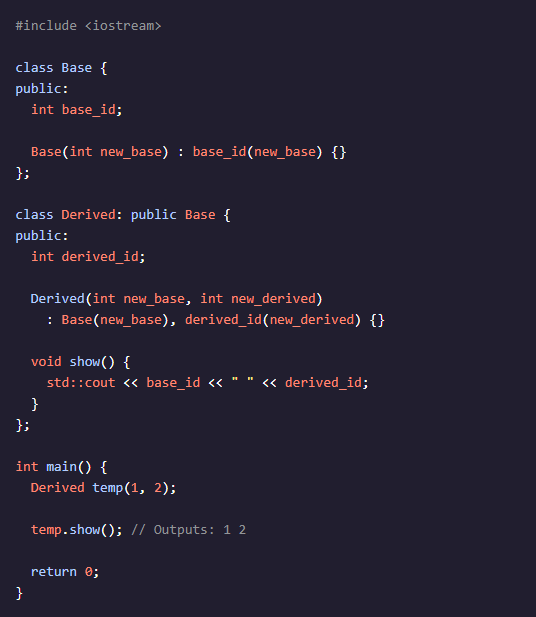 #include <iostream>

class Base {
public:
  int base_id;

  Base(int new_base) : base_id(new_base) {}
};

class Derived: public Base {
public:
  int derived_id;

  Derived(int new_base, int new_derived)
    : Base(new_base), derived_id(new_derived) {}

  void show() {
    std::cout << base_id << " " << derived_id;
  }
};

int main() {
  Derived temp(1, 2);

  temp.show(); // Outputs: 1 2

  return 0;
}